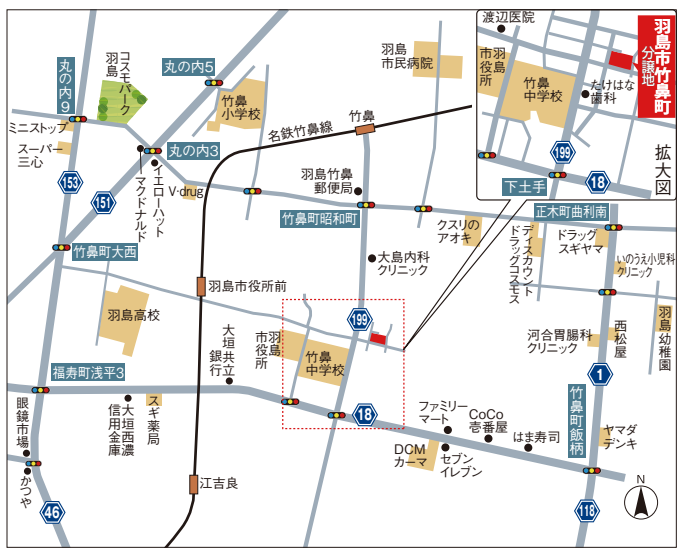 渡辺医院
羽島
市役所
竹鼻
中学校
たけはな
歯科
199
18
拡大図
羽島市竹鼻町
分譲地
下土手
丸の内9
コスモパーク
羽島
丸の内5
竹鼻
小学校
羽島
市民病院
名鉄竹鼻線
竹鼻
ミニストップ
スーパー
三心
丸の内3
マクドナルド
イエローハット
V・drug
153
151
羽島竹鼻
郵便局
竹鼻町昭和町
クスリの
アオキ
正木町曲利南
ディスカウント
ドラッグコスモス
ドラッグ
スギヤマ
いのうえ小児科
クリニック
竹鼻町大西
大島内科
クリニック
羽島市役所前
羽島高校
199
羽島
市役所
竹鼻
中学校
大垣共立
銀行
河合胃腸科
クリニック
西松屋
羽島幼稚園
1
福寿町浅平3
18
眼鏡市場
大垣西濃
信用金庫
スギ薬局
ファミリー
マート
CoCo
壱番屋
はま寿司
竹鼻町飯柄
ヤマダ
デンキ
DCM
カーマ
セブン
イレブン
かつや
江吉良
46
118
N